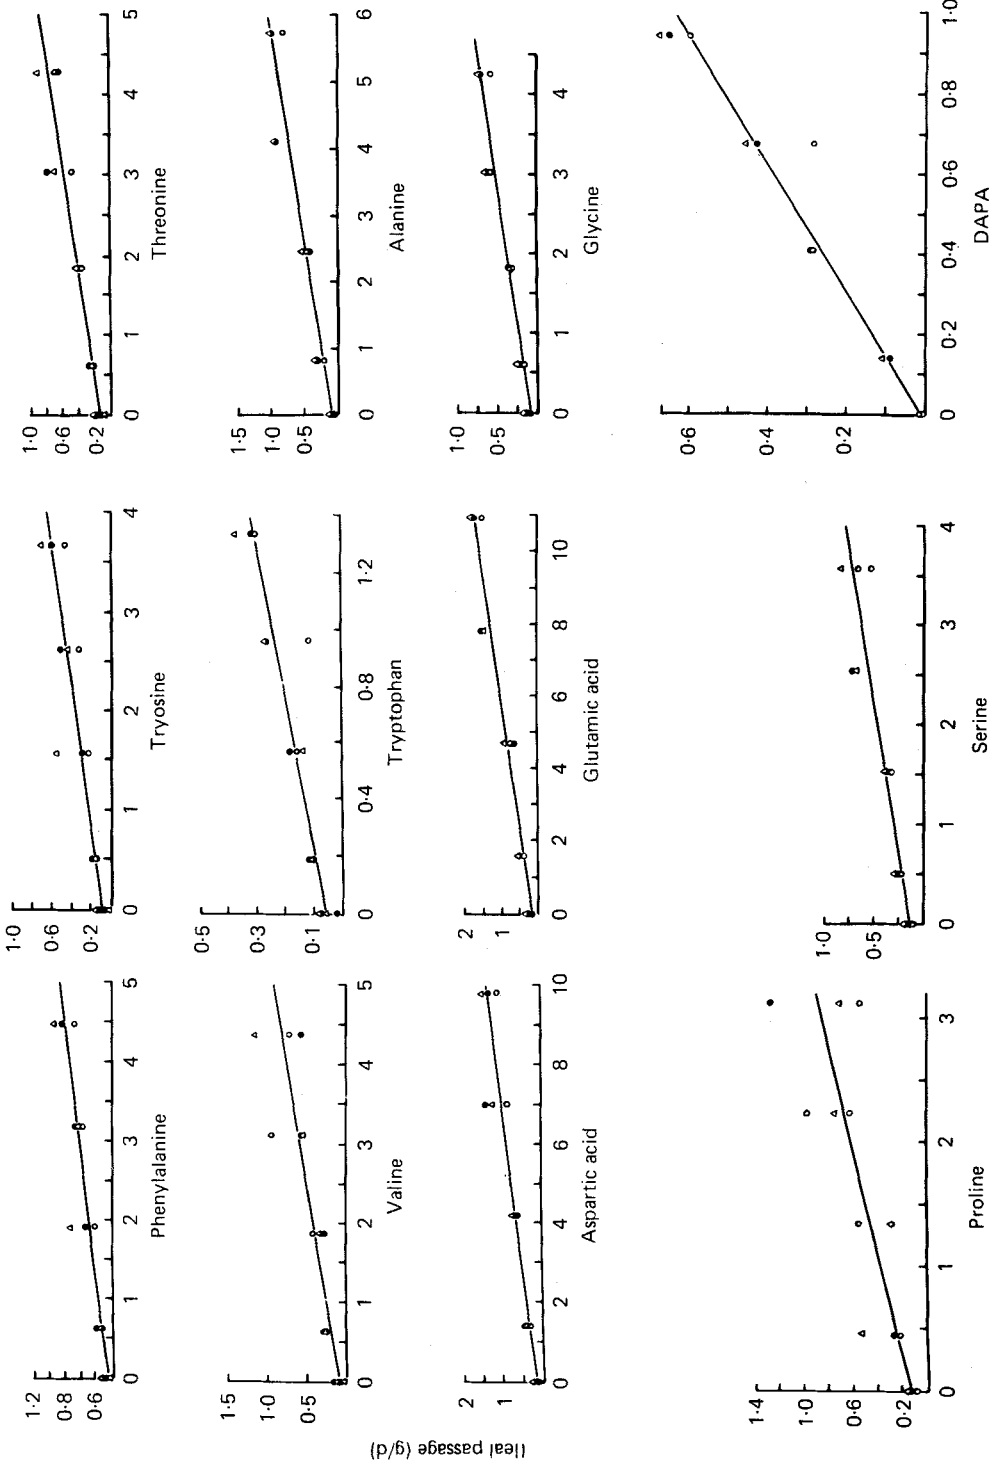 Ileal passage (g/d)
1·2
0·8
0·6
0 1 2 3 4 5
Phenylalanine
1·0
0·6
0·2
0 1 2 3 4
Tryosine
1·0
0·6
0·2
0 1 2 3 4 5
Threonine
1·5
1·0
0·5
0 1 2 3 4 5
Valine
0·5
0·3
0·1
0 0·4 0·8 1·2
Tryptophan
1·5
1·0
0·5
0 1 2 3 4 5 6
Alanine
2
1
0 2 4 6 8 10
Aspartic acid
2
1
0 2 4 6 8 10
Glutamic acid
1·0
0·5
0 1 2 3 4
Glycine
1·4
1·0
0·6
0·2
0 1 2 3
Proline
1·0
0·5
0 1 2 3 4
Serine
0·6
0·4
0·2
0 0·2 0·4 0·6 0·8 1·0
DAPA